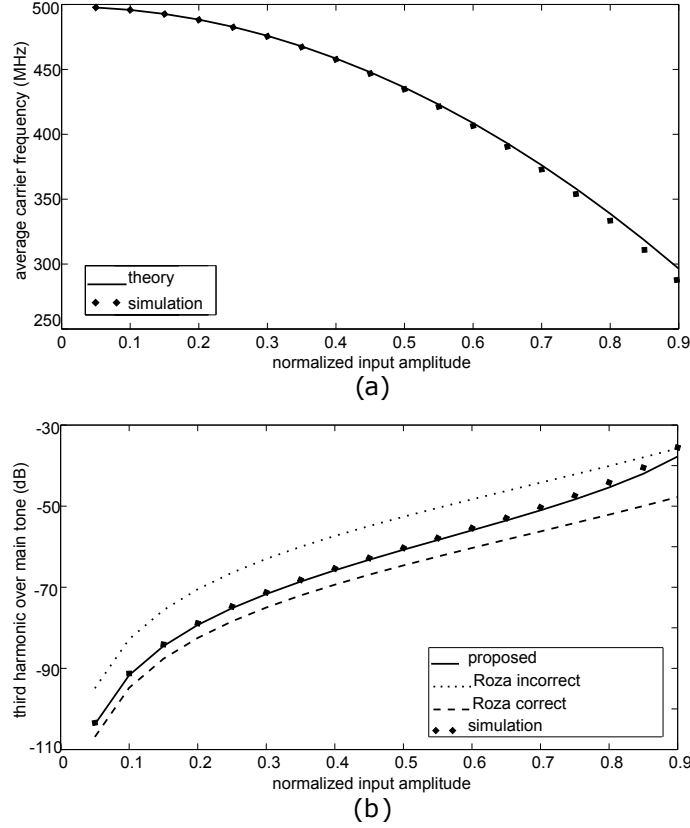 500
450
400
350
300
250
average carrier frequency (MHz)
theory
simulation
0 0.1 0.2 0.3 0.4 0.5 0.6 0.7 0.8 0.9
normalized input amplitude
(a)
-30
-50
-70
-90
-110
third harmonic over main tone (dB)
proposed
Roza incorrect
Roza correct
simulation
0 0.1 0.2 0.3 0.4 0.5 0.6 0.7 0.8 0.9
normalized input amplitude
(b)